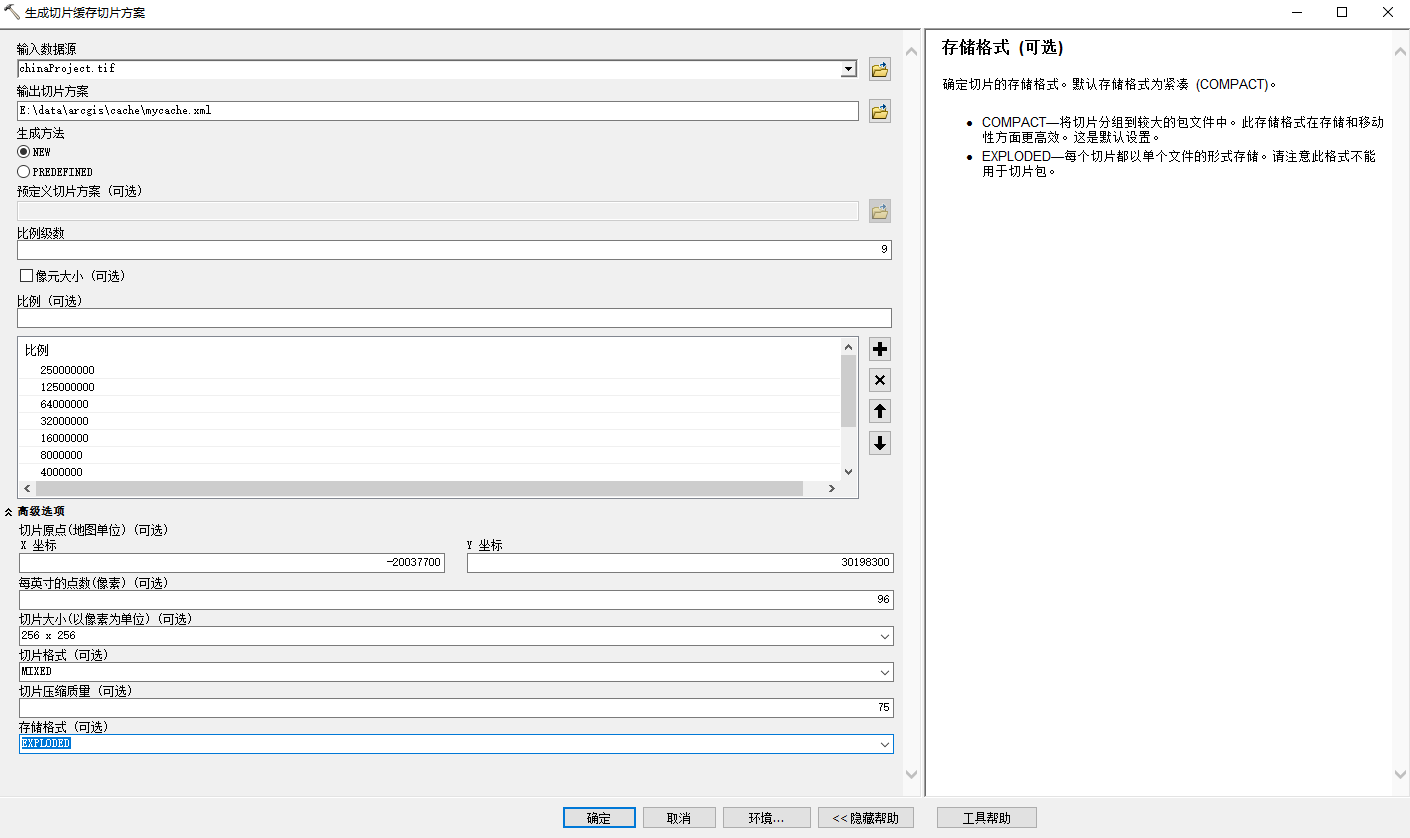 生成切片缓存切片方案
输入数据源
chinaProject.tif
输出切片方案
E:\data\arcgis\cache\mycache.xml
生成方法
NEW
PREDEFINED
预定义切片方案 (可选)
比例级数
9
像元大小 (可选)
比例 (可选)
比例
250000000
125000000
64000000
32000000
16000000
8000000
4000000
高级选项
切片原点(地图单位) (可选)
X 坐标
-20037700
Y 坐标
30198300
每英寸的点数(像素) (可选)
96
切片大小(以像素为单位) (可选)
256 x 256
切片格式 (可选)
MIXED
切片压缩质量 (可选)
75
存储格式 (可选)
EXPLODED
确定
取消
环境...
<< 隐藏帮助
工具帮助
存储格式 (可选)
确定切片的存储格式。默认存储格式为紧凑 (COMPACT)。
• COMPACT—将切片分组到较大的包文件中。此存储格式在存储和移动
性方面更高效。这是默认设置。
• EXPLODED—每个切片都以单个文件的形式存储。请注意此格式不能
用于切片包。